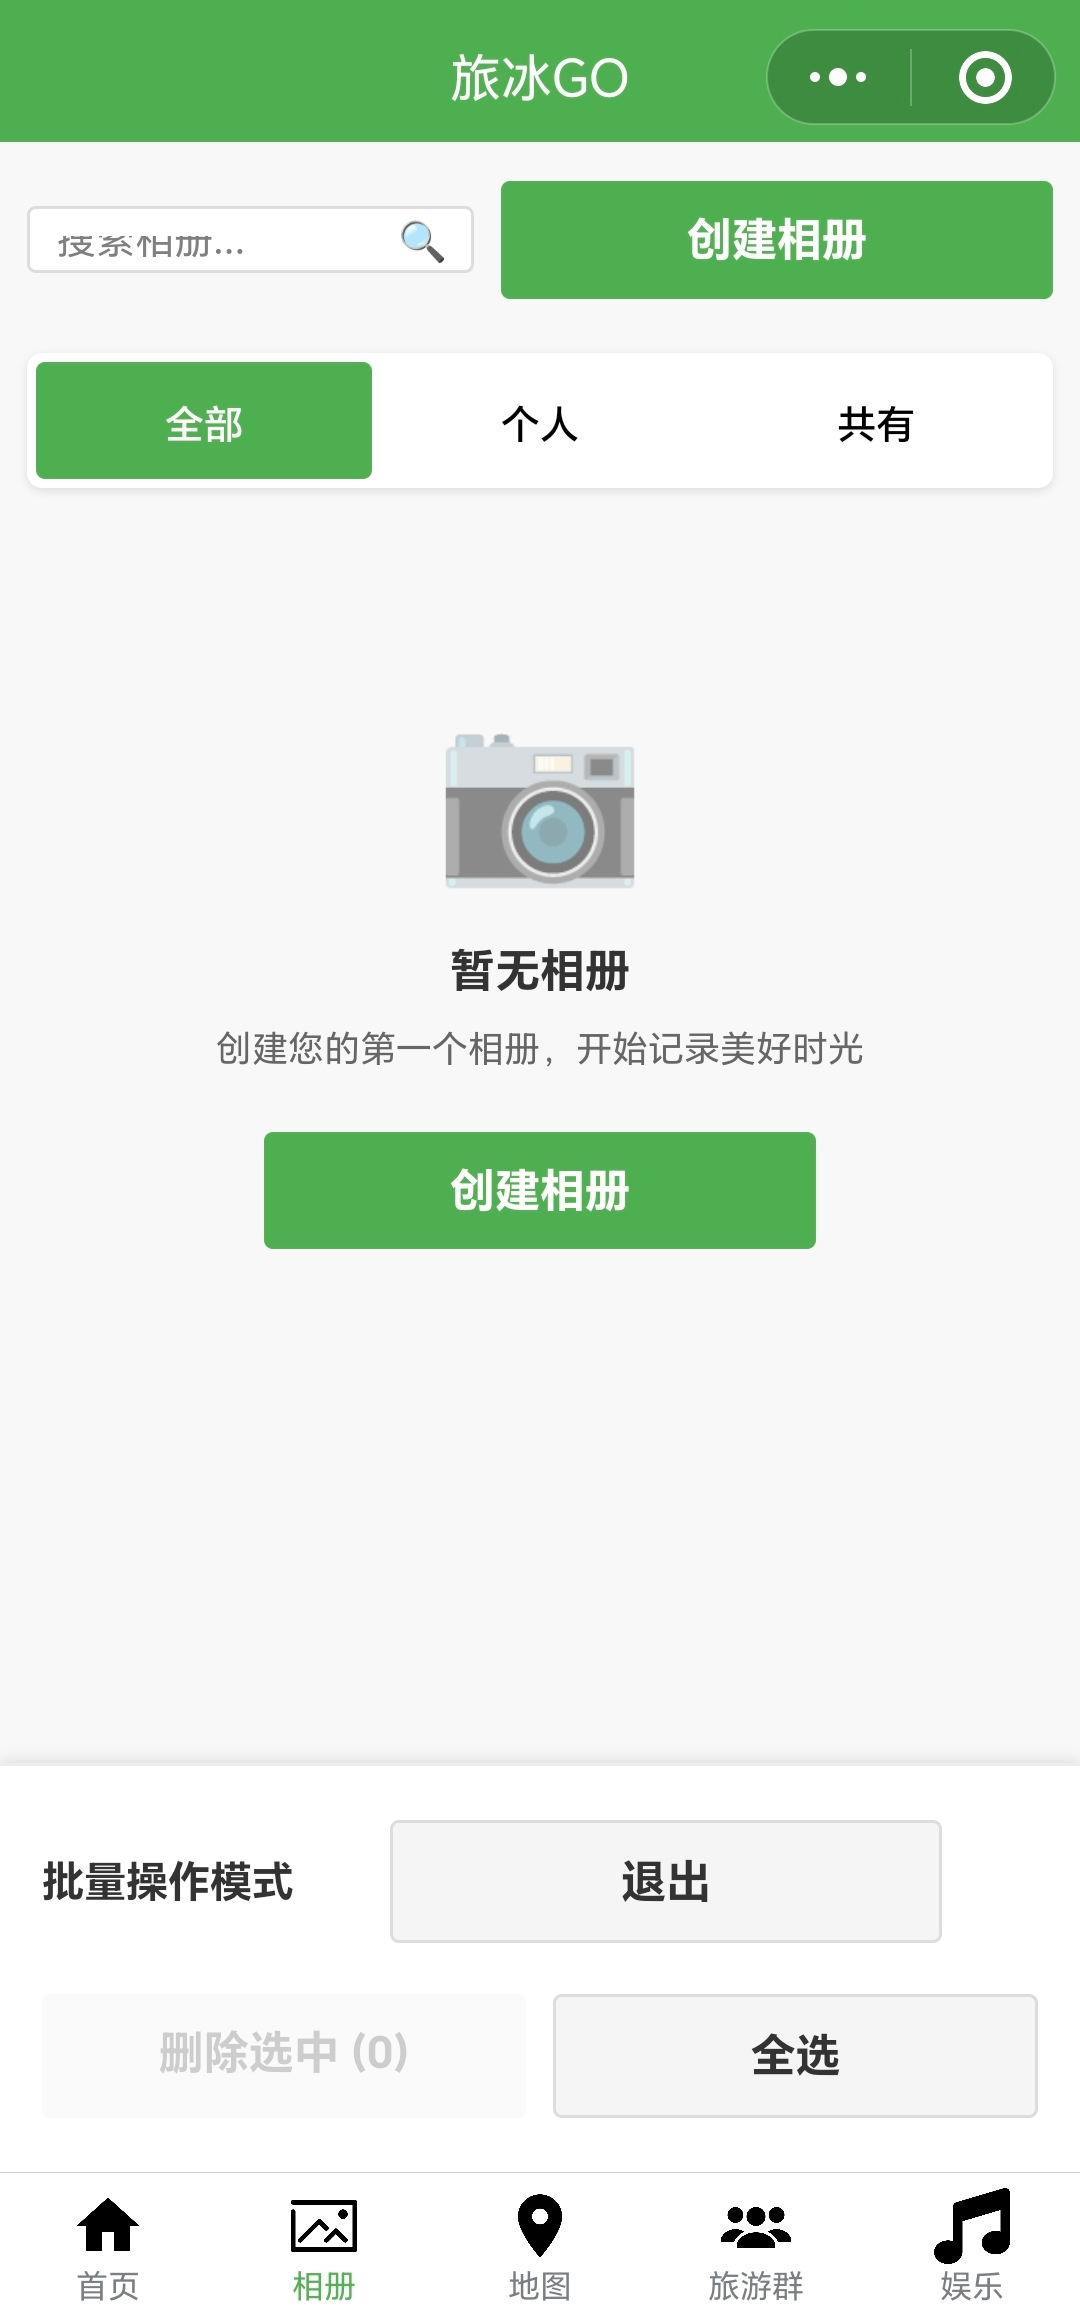 旅冰GO
搜索相册...
创建相册
全部
个人
共有
暂无相册
创建您的第一个相册，开始记录美好时光
创建相册
批量操作模式
退出
删除选中 (0)
全选
首页
相册
地图
旅游群
娱乐